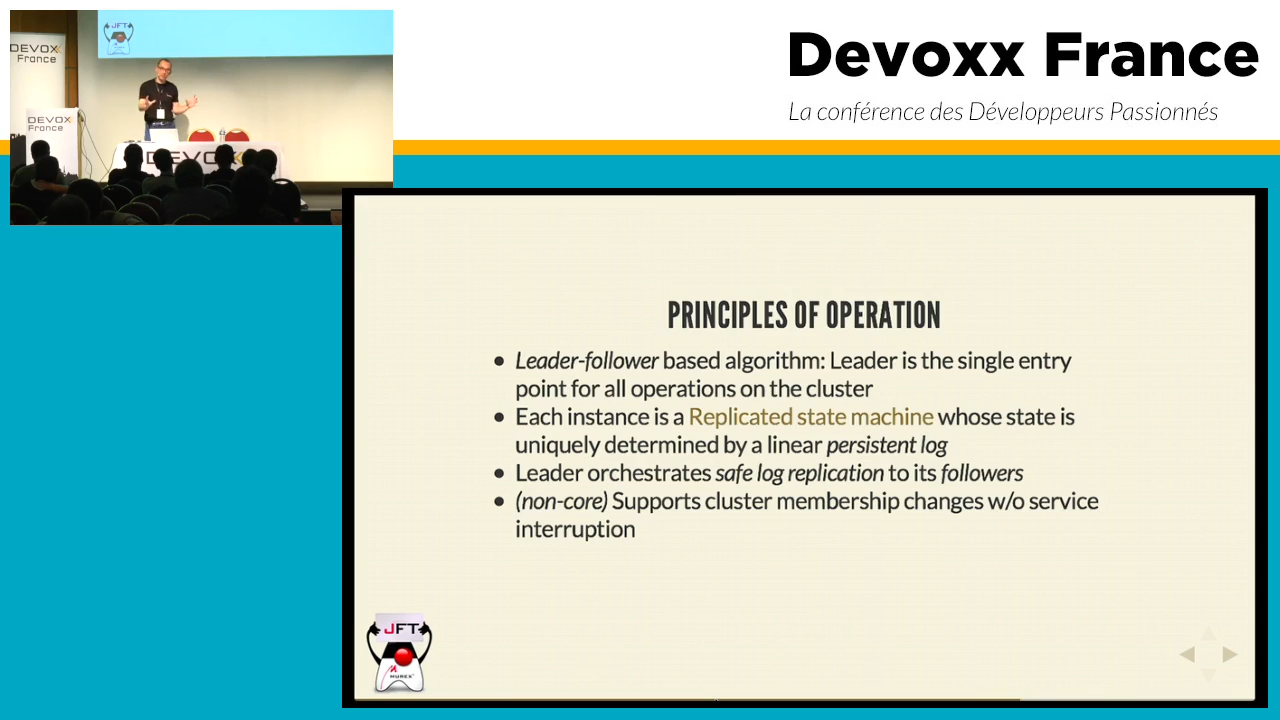 JFT
DEVOXX
France
DEVOXX
France
DEVOXX
Devoxx France
La conférence des Développeurs Passionnés
PRINCIPLES OF OPERATION
• Leader-follower based algorithm: Leader is the single entry
point for all operations on the cluster
• Each instance is a Replicated state machine whose state is
uniquely determined by a linear persistent log
• Leader orchestrates safe log replication to its followers
• (non-core) Supports cluster membership changes w/o service
interruption
JFT
MUREX